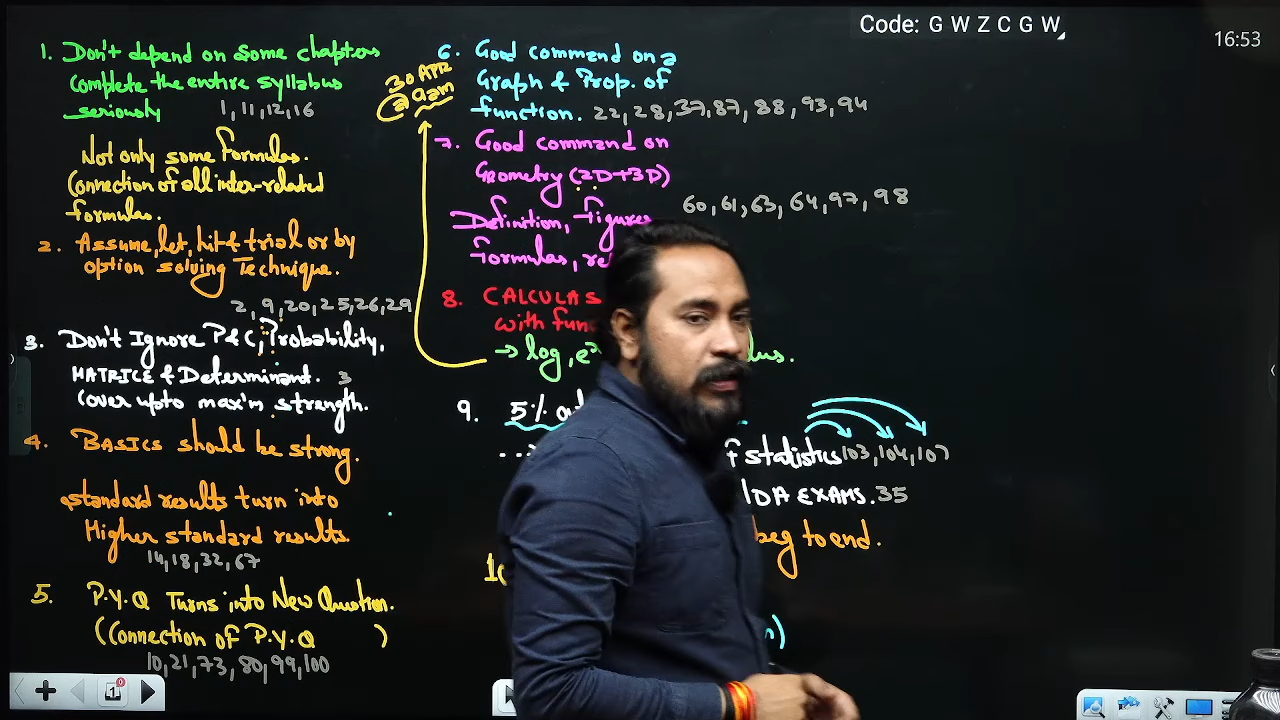 Code: G W Z C G W
16:53
1. Don't depend on some chapters
Complete the entire syllabus
seriously
1,11,12,16
Not only some formulas.
Connection of all inter-related
formulas.
2. Assume, let, hit & trial or by
option solving Technique.
2, 9, 20, 25, 26, 29
3. Don't Ignore P & C, Probability,
MATRICE & Determinant. 3
Cover upto max'm strength.
4. BASICS should be strong.
standard results turn into
Higher standard results.
14, 18, 32, 67
5. P.Y.Q Turns into New Question.
(Connection of P.Y.Q )
10, 21, 73, 80, 99, 100
30 APR
@ 9am
6. Good command on a
Graph & Prop. of
function. 22, 28, 37, 87, 88, 93, 94
7. Good command on
Geometry (2D+3D)
60, 61, 63, 64, 97, 98
Definition, Figures
formulas,
8. CALCULAS
with
→ log,
9. 5%
statistics 103, 104, 107
EXAMS. 35
beg to end.
1